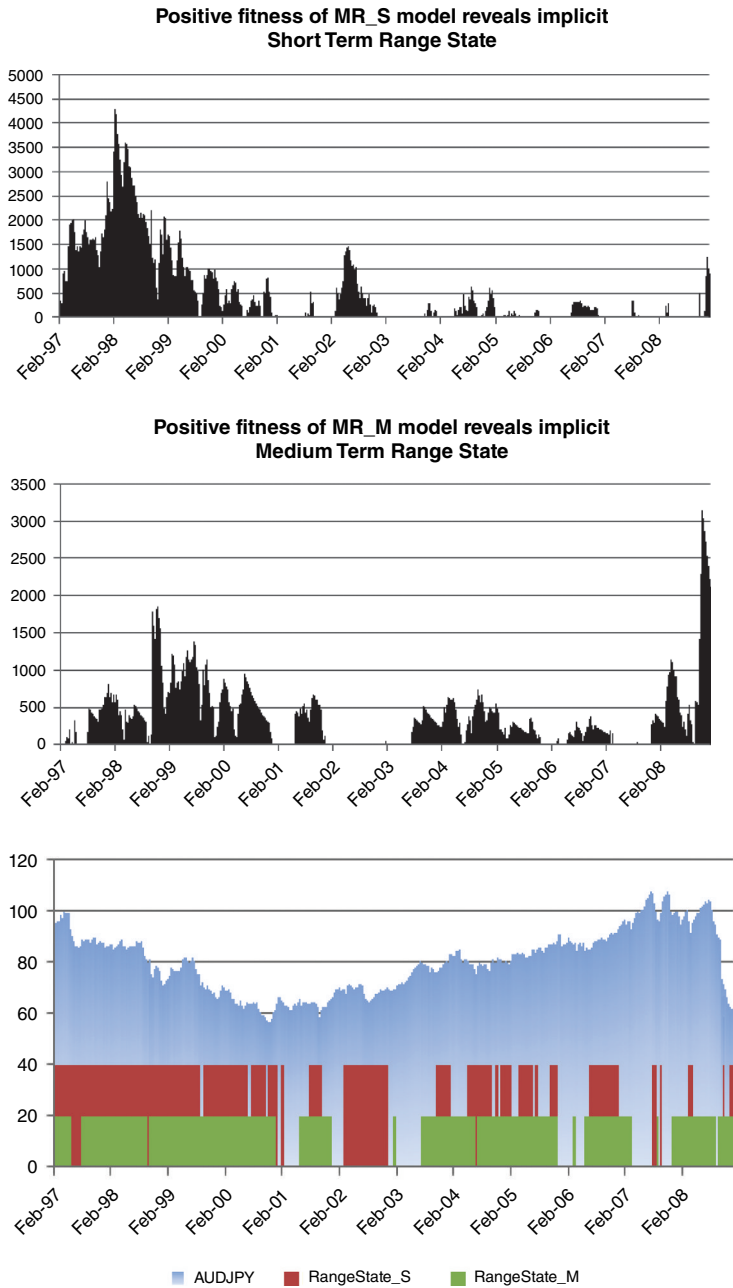 Positive fitness of MR_S model reveals implicit
Short Term Range State
5000
4500
4000
3500
3000
2500
2000
1500
1000
500
0
Feb-97
Feb-98
Feb-99
Feb-00
Feb-01
Feb-02
Feb-03
Feb-04
Feb-05
Feb-06
Feb-07
Feb-08
Positive fitness of MR_M model reveals implicit
Medium Term Range State
3500
3000
2500
2000
1500
1000
500
0
Feb-97
Feb-98
Feb-99
Feb-00
Feb-01
Feb-02
Feb-03
Feb-04
Feb-05
Feb-06
Feb-07
Feb-08
120
100
80
60
40
20
0
Feb-97
Feb-98
Feb-99
Feb-00
Feb-01
Feb-02
Feb-03
Feb-04
Feb-05
Feb-06
Feb-07
Feb-08
AUDJPY RangeState_S RangeState_M